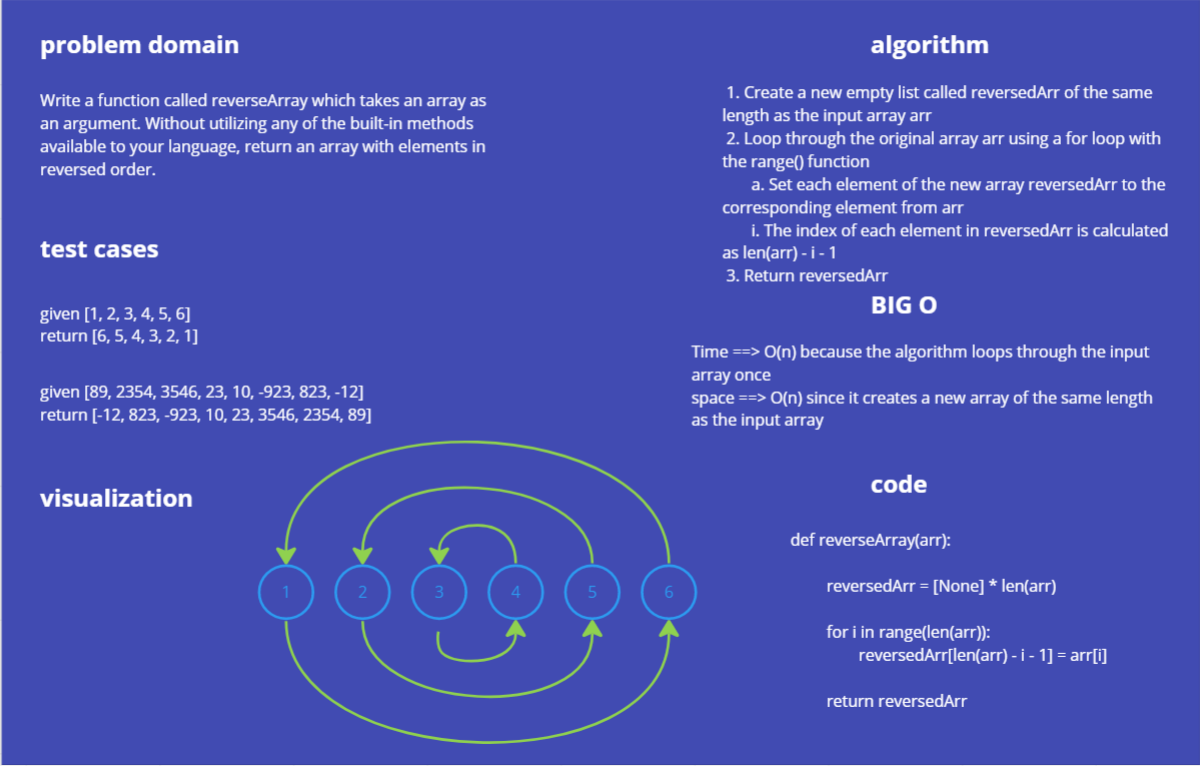 problem domain
Write a function called reverseArray which takes an array as
an argument. Without utilizing any of the built-in methods
available to your language, return an array with elements in
reversed order.
test cases
given [1, 2, 3, 4, 5, 6]
return [6, 5, 4, 3, 2, 1]
given [89, 2354, 3546, 23, 10, -923, 823, -12]
return [-12, 823, -923, 10, 23, 3546, 2354, 89]
visualization
1 2 3 4 5 6
algorithm
1. Create a new empty list called reversedArr of the same
length as the input array arr
2. Loop through the original array arr using a for loop with
the range() function
a. Set each element of the new array reversedArr to the
corresponding element from arr
i. The index of each element in reversedArr is calculated
as len(arr) - i - 1
3. Return reversedArr
BIG O
Time ==> O(n) because the algorithm loops through the input
array once
space ==> O(n) since it creates a new array of the same length
as the input array
code
def reverseArray(arr):
reversedArr = [None] * len(arr)
for i in range(len(arr)):
reversedArr[len(arr) - i - 1] = arr[i]
return reversedArr